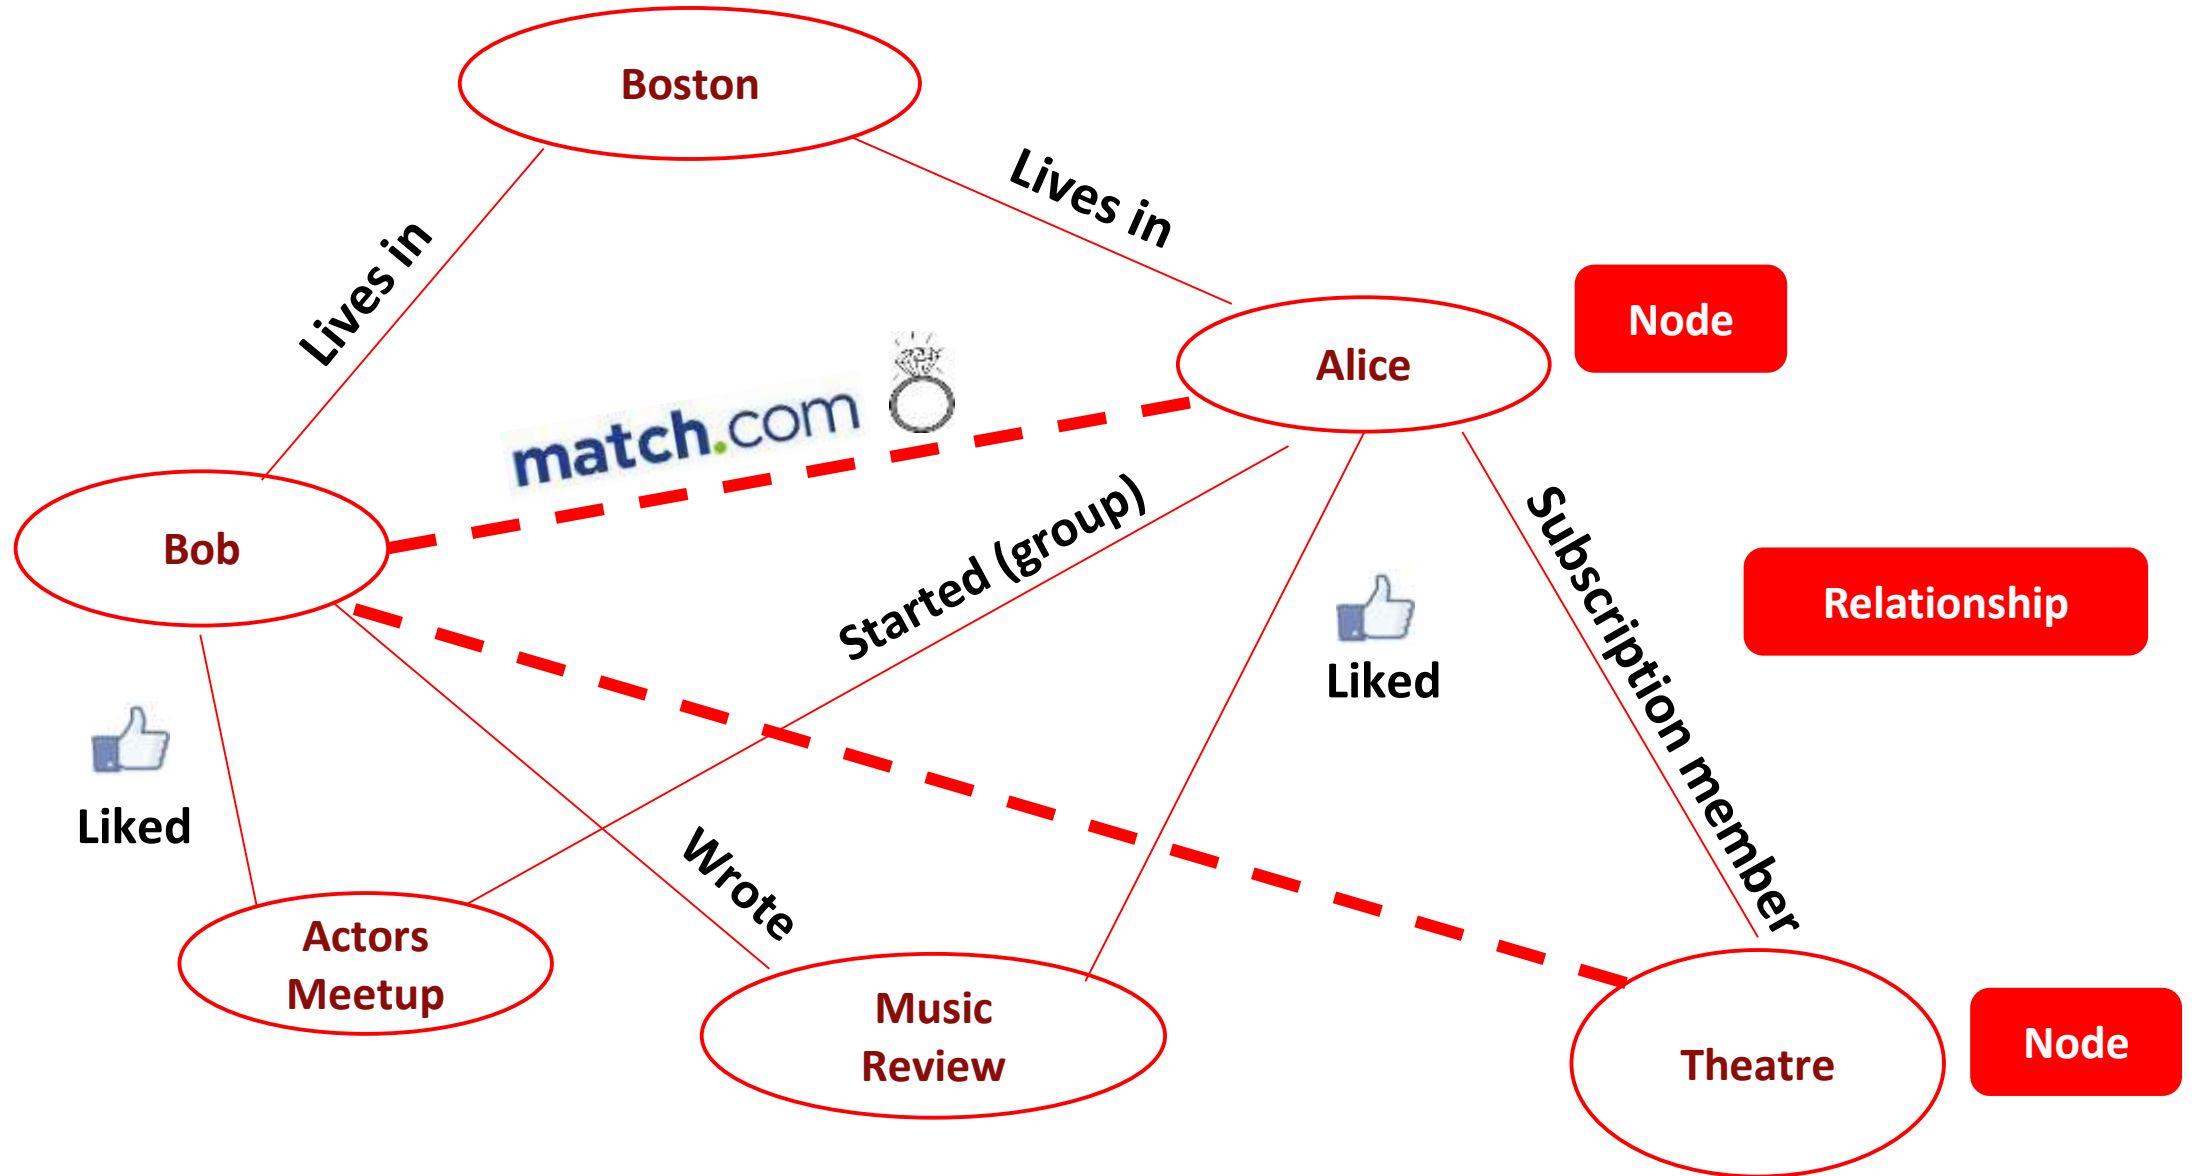 Boston
Lives in
Lives in
Node
Alice
match.com
Bob
Started (group)
Subscription member
Relationship
Liked
Liked
Wrote
Actors
Meetup
Music
Review
Theatre
Node